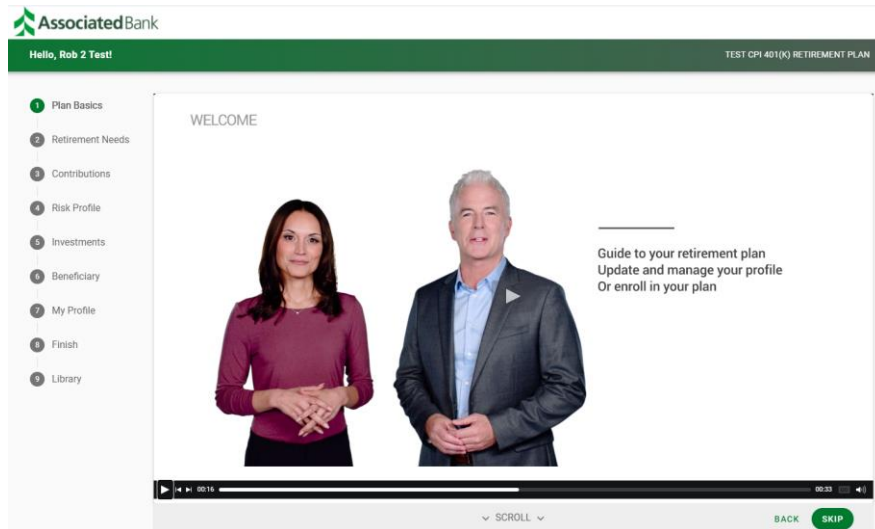 Associated Bank
Hello, Rob 2 Test!
TEST CPI 401(K) RETIREMENT PLAN
1 Plan Basics
2 Retirement Needs
3 Contributions
4 Risk Profile
5 Investments
6 Beneficiary
7 My Profile
8 Finish
9 Library
WELCOME
Guide to your retirement plan
Update and manage your profile
Or enroll in your plan
00:16
00:33
SCROLL
BACK
SKIP